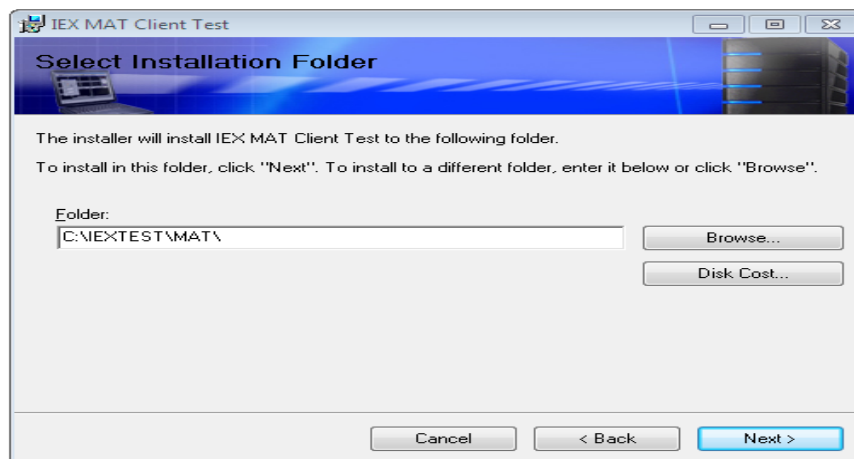 IEX MAT Client Test
Select Installation Folder
The installer will install IEX MAT Client Test to the following folder.
To install in this folder, click "Next". To install to a different folder, enter it below or click "Browse".
Folder:
C:\IEXTEST\MAT\
Browse...
Disk Cost...
Cancel
< Back
Next >